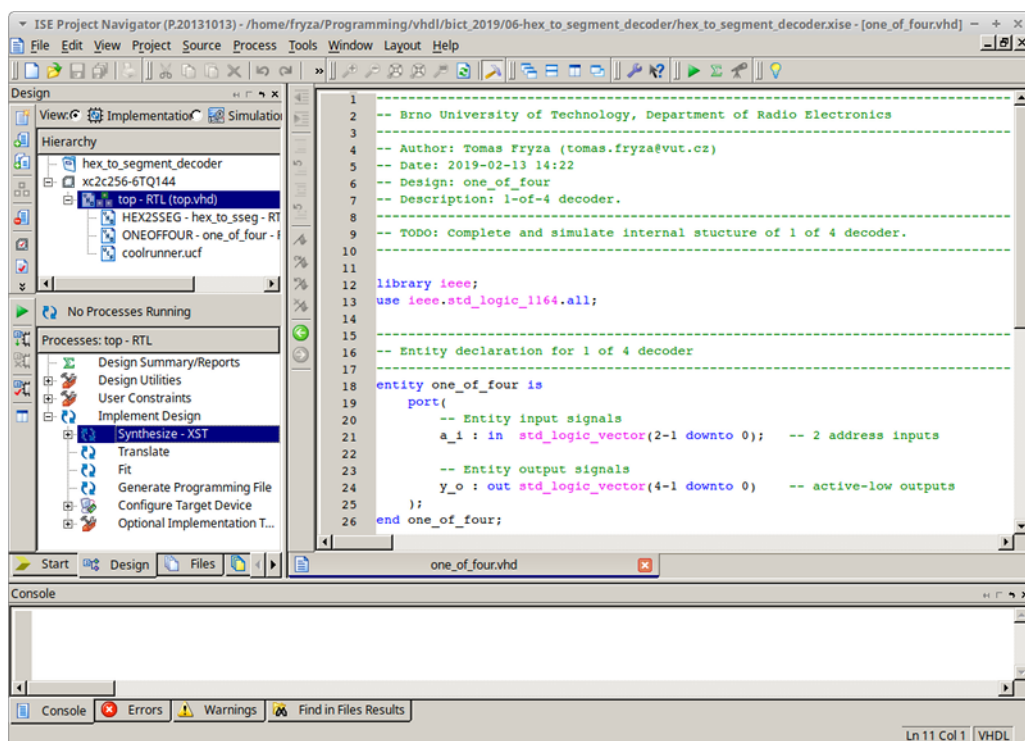 ISE Project Navigator (P.20131013) - /home/fryza/Programming/vhdl/bict_2019/06-hex_to_segment_decoder/hex_to_segment_decoder.xise - [one_of_four.vhd]
File Edit View Project Source Process Tools Window Layout Help
Design
View: Implementation Simulation
Hierarchy
hex_to_segment_decoder
xc2c256-6TQ144
top - RTL (top.vhd)
HEX2SSEG - hex_to_sseg - RT
ONEOFFOUR - one_of_four -
coolrunner.ucf
No Processes Running
Processes: top - RTL
Design Summary/Reports
Design Utilities
User Constraints
Implement Design
Synthesize - XST
Translate
Fit
Generate Programming File
Configure Target Device
Optional Implementation T...
Start Design Files
1 --------------------------------------------------------------------------------
2 -- Brno University of Technology, Department of Radio Electronics
3 --------------------------------------------------------------------------------
4 -- Author: Tomas Fryza (tomas.fryza@vut.cz)
5 -- Date: 2019-02-13 14:22
6 -- Design: one_of_four
7 -- Description: 1-of-4 decoder.
8 --------------------------------------------------------------------------------
9 -- TODO: Complete and simulate internal stucture of 1 of 4 decoder.
10 --------------------------------------------------------------------------------
11
12 library ieee;
13 use ieee.std_logic_1164.all;
14
15 --------------------------------------------------------------------------------
16 -- Entity declaration for 1 of 4 decoder
17 --------------------------------------------------------------------------------
18 entity one_of_four is
19 port(
20 -- Entity input signals
21 a_i : in std_logic_vector(2-1 downto 0); -- 2 address inputs
22
23 -- Entity output signals
24 y_o : out std_logic_vector(4-1 downto 0) -- active-low outputs
25 );
26 end one_of_four;
one_of_four.vhd
Console
Console Errors Warnings Find in Files Results
Ln 11 Col 1 VHDL